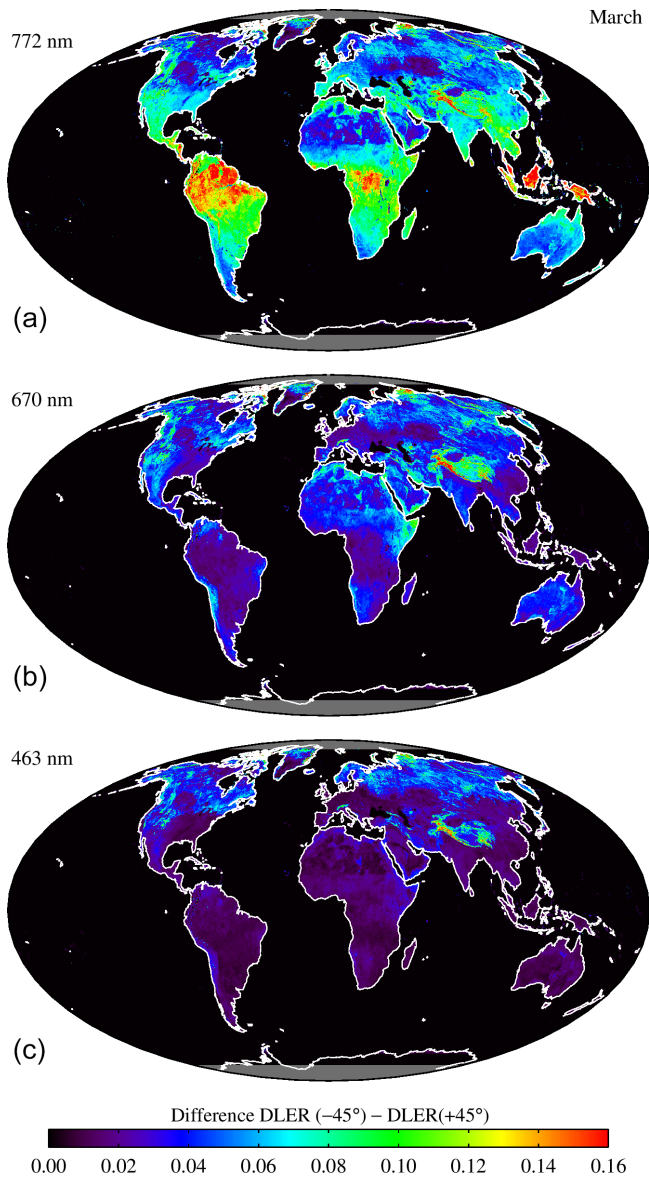 March
772 nm
(a)
670 nm
(b)
463 nm
(c)
Difference DLER (−45°) − DLER(+45°)
0.00 0.02 0.04 0.06 0.08 0.10 0.12 0.14 0.16